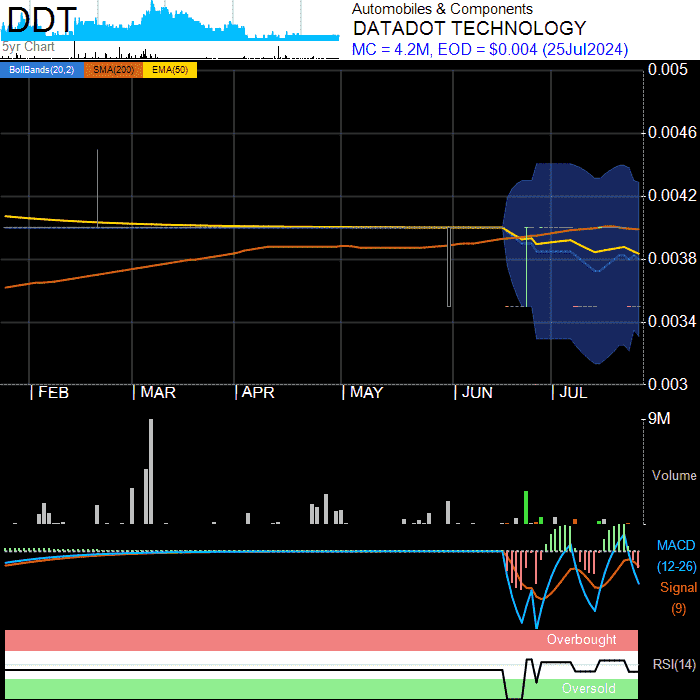 DDT
5yr Chart
Automobiles & Components
DATADOT TECHNOLOGY
MC = 4.2M, EOD = $0.004 (25Jul2024)
BollBands(20,2) SMA(200) EMA(50)
0.005
0.0046
0.0042
0.0038
0.0034
0.003
FEB MAR APR MAY JUN JUL
9M
Volume
MACD
(12-26)
Signal
(9)
Overbought
RSI(14)
Oversold